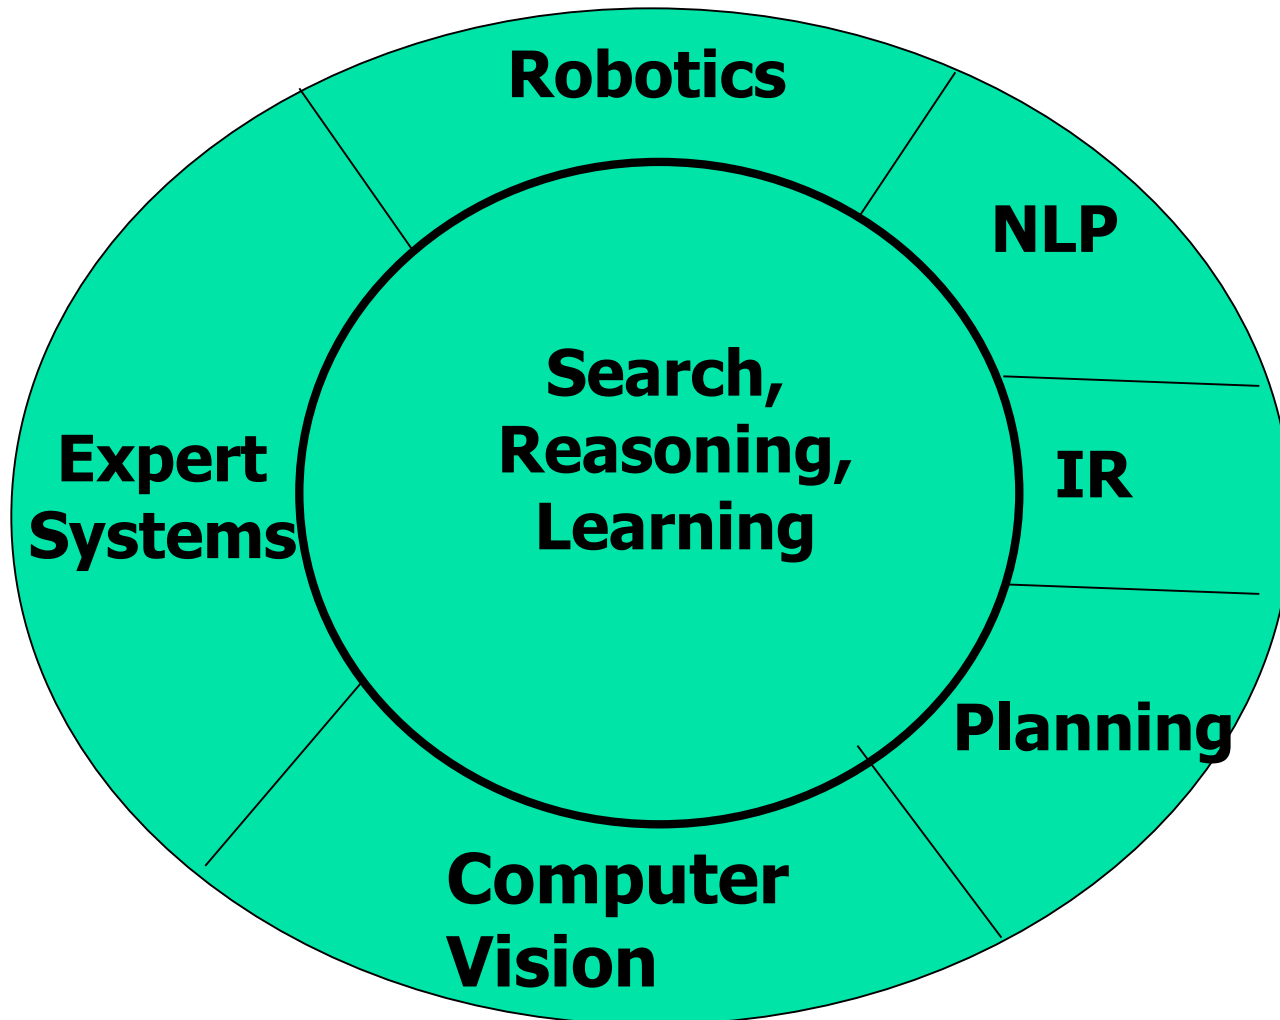 Robotics
NLP
Search,
Reasoning,
Learning
Expert
Systems
IR
Planning
Computer
Vision